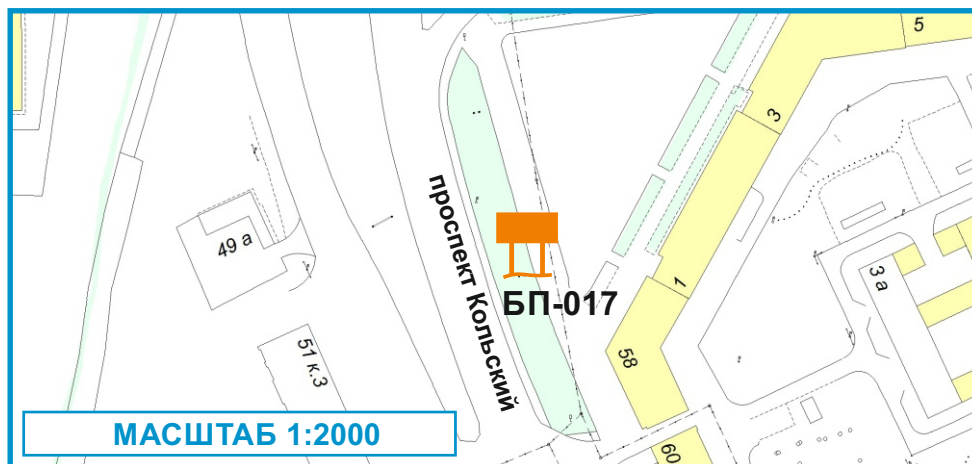 5
3
49 а
проспект Кольский
3 а
1
БП-017
51 к.3
58
МАСШТАБ 1:2000
60